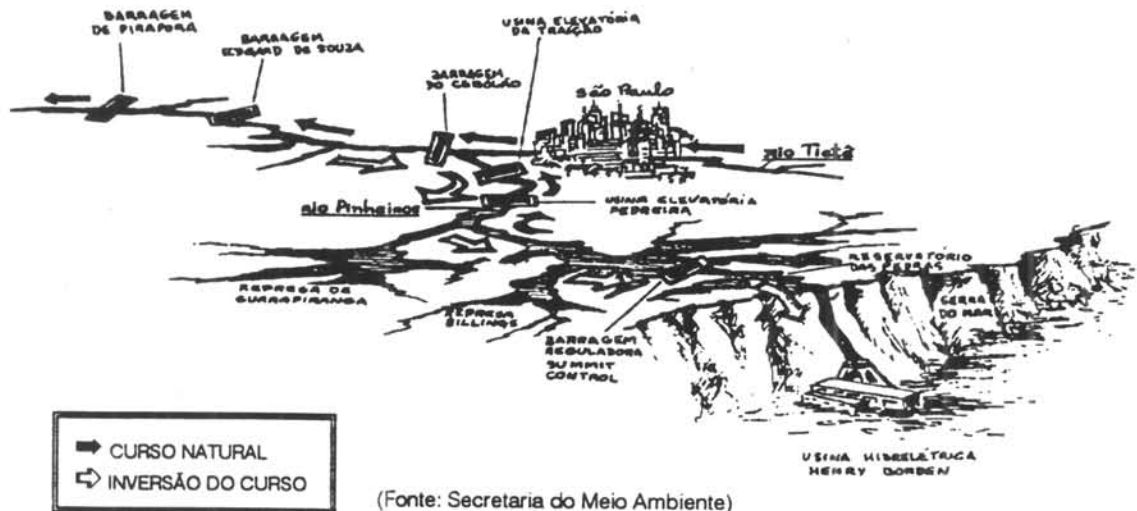 BARRAGEM
DE PIRAPORA
BARRAGEM
EDGARD DE SOUZA
USINA ELEVATÓRIA
DA TRAIÇÃO
BARRAGEM
DO CEBOLÃO
São Paulo
Rio Tietê
Rio Pinheiros
USINA ELEVATÓRIA
PEDREIRA
REPRESA DE
GUARAPIRANGA
REPRESA
BILLINGS
RESERVATÓRIO
DAS PEDRAS
SERRA
DO MAR
BARRAGEM
REGULADORA
SUMMIT
CONTROL
USINA HIDRELÉTRICA
HENRY BORDEN
CURSO NATURAL
INVERSÃO DO CURSO
(Fonte: Secretaria do Meio Ambiente)